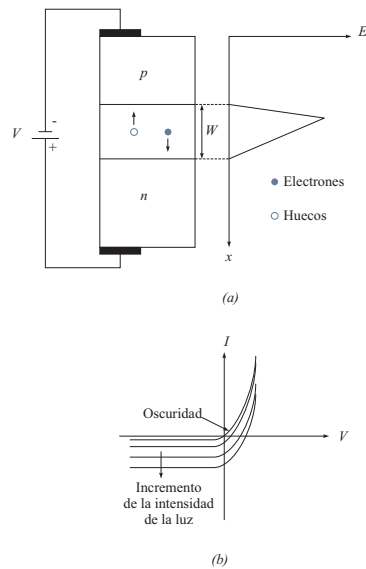 E
p
-
V
+
W
n
Electrones
Huecos
x
(a)
I
Oscuridad
V
Incremento
de la intensidad
de la luz
(b)